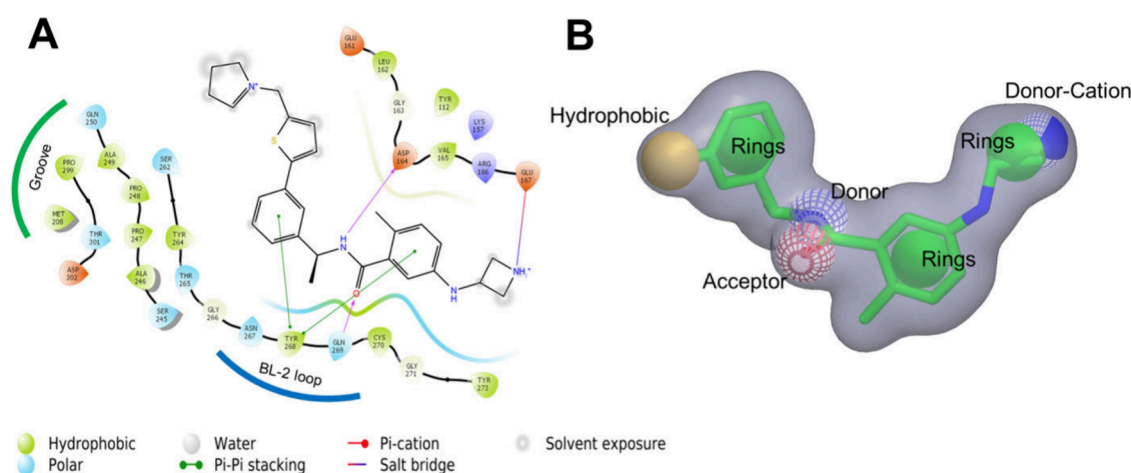 A
B
GLU
161
LEU
162
GLY
163
TYR
112
LYS
157
ASP
164
VAL
165
ARG
166
GLU
167
Groove
GLN
250
PRO
299
ALA
249
SER
262
PRO
248
MET
208
THR
301
PRO
247
TYR
264
ASP
302
ALA
246
THR
265
SER
245
GLY
266
ASN
267
TYR
268
GLN
269
CYS
270
GLY
271
TYR
273
BL-2 loop
N+
S
NH
O
N
H
NH+
Hydrophobic
Rings
Donor
Acceptor
Rings
Rings
Donor-Cation
Hydrophobic
Water
Pi-cation
Solvent exposure
Polar
Pi-Pi stacking
Salt bridge